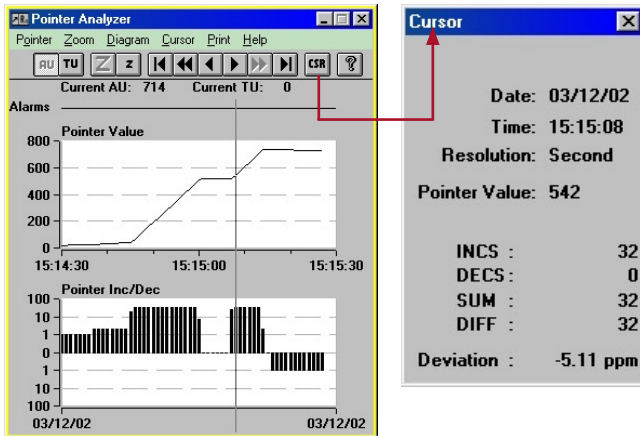 Pointer Analyzer
Pointer Zoom Diagram Cursor Print Help
AU TU Z z CSR ?
Current AU: 714 Current TU: 0
Alarms
Pointer Value
800
600
400
200
0
15:14:30 15:15:00 15:15:30
Pointer Inc/Dec
100
10
1
0
1
10
100
03/12/02 03/12/02
Cursor
Date: 03/12/02
Time: 15:15:08
Resolution: Second
Pointer Value: 542
INCS : 32
DECS : 0
SUM : 32
DIFF : 32
Deviation : -5.11 ppm